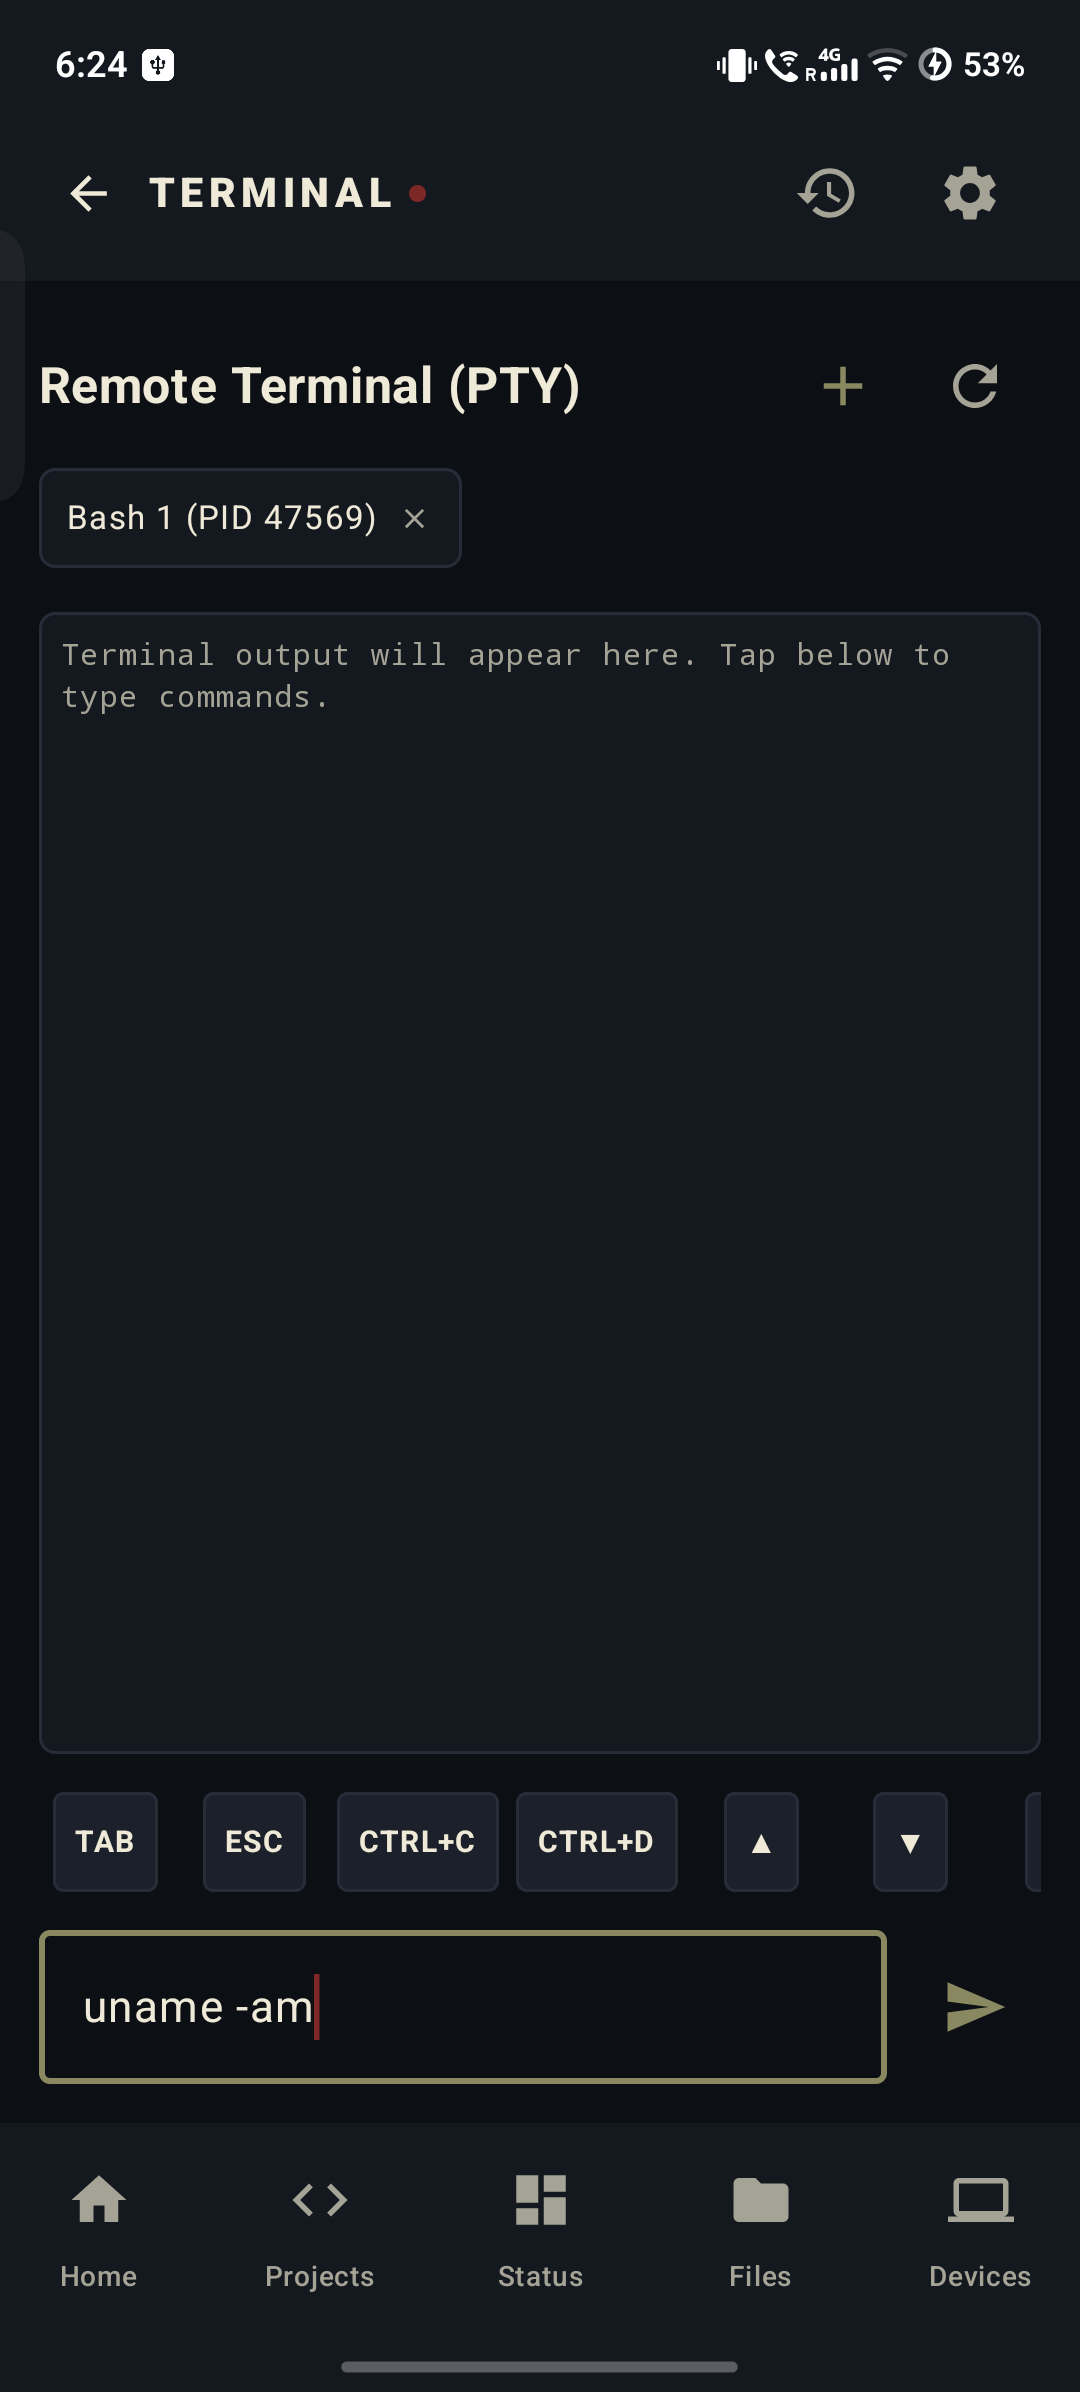 6:24
4G
R
53%
TERMINAL
Remote Terminal (PTY)
Bash 1 (PID 47569) ×
Terminal output will appear here. Tap below to
type commands.
TAB
ESC
CTRL+C
CTRL+D
▲
▼
uname -am
Home
Projects
Status
Files
Devices